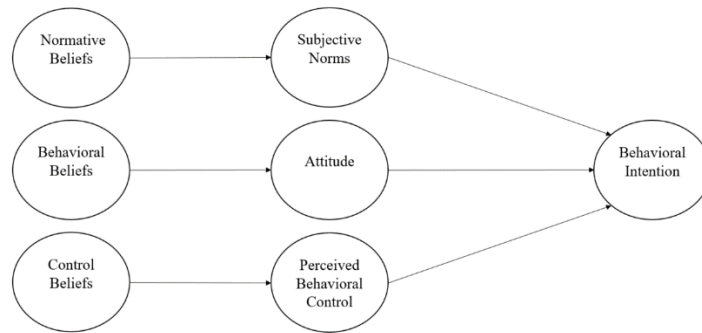 Normative
Beliefs
Subjective
Norms
Behavioral
Beliefs
Attitude
Behavioral
Intention
Control
Beliefs
Perceived
Behavioral
Control